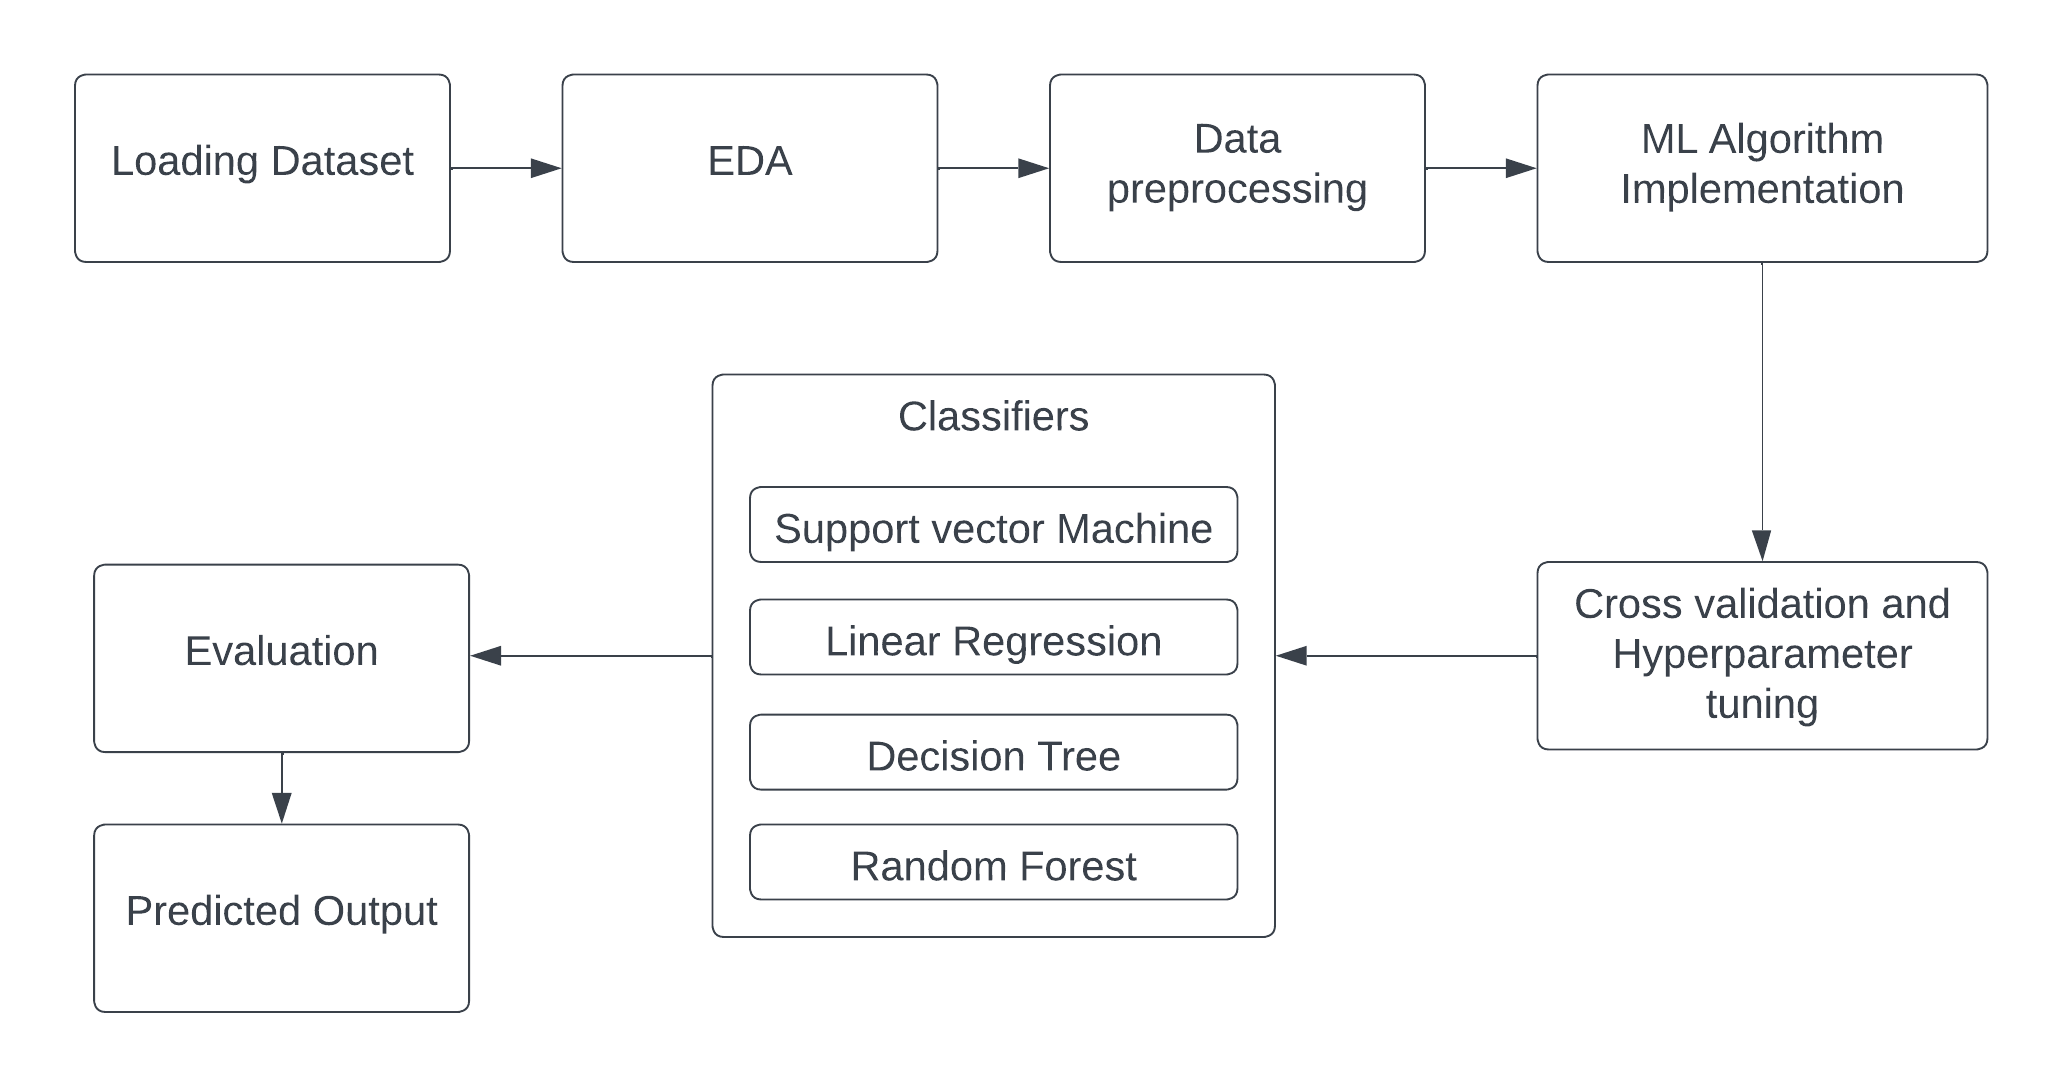 Loading Dataset
EDA
Data
preprocessing
ML Algorithm
Implementation
Cross validation and
Hyperparameter
tuning
Classifiers
Support vector Machine
Linear Regression
Decision Tree
Random Forest
Evaluation
Predicted Output